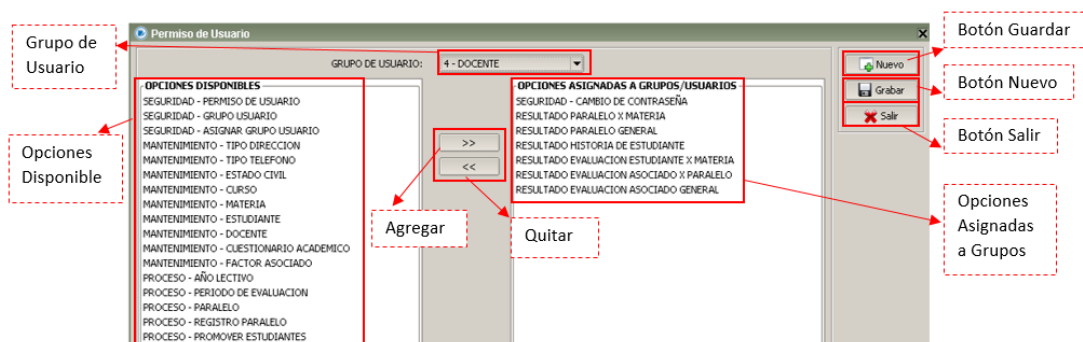 Permiso de Usuario
Grupo de
Usuario
GRUPO DE USUARIO:
4 - DOCENTE
OPCIONES DISPONIBLES
SEGURIDAD - PERMISO DE USUARIO
SEGURIDAD - GRUPO USUARIO
SEGURIDAD - ASIGNAR GRUPO USUARIO
MANTENIMIENTO - TIPO DIRECCION
MANTENIMIENTO - TIPO TELEFONO
MANTENIMIENTO - ESTADO CIVIL
MANTENIMIENTO - CURSO
MANTENIMIENTO - MATERIA
MANTENIMIENTO - ESTUDIANTE
MANTENIMIENTO - DOCENTE
MANTENIMIENTO - CUESTIONARIO ACADEMICO
MANTENIMIENTO - FACTOR ASOCIADO
PROCESO - AÑO LECTIVO
PROCESO - PERIODO DE EVALUACION
PROCESO - PARALELO
PROCESO - REGISTRO PARALELO
PROCESO - PROMOVER ESTUDIANTES
Opciones
Disponible
>>
<<
Agregar
Quitar
OPCIONES ASIGNADAS A GRUPOS/USUARIOS
SEGURIDAD - CAMBIO DE CONTRASEÑA
RESULTADO PARALELO X MATERIA
RESULTADO PARALELO GENERAL
RESULTADO HISTORIA DE ESTUDIANTE
RESULTADO EVALUACION ESTUDIANTE X MATERIA
RESULTADO EVALUACION ASOCIADO X PARALELO
RESULTADO EVALUACION ASOCIADO GENERAL
Nuevo
Grabar
Salir
Botón Guardar
Botón Nuevo
Botón Salir
Opciones
Asignadas
a Grupos